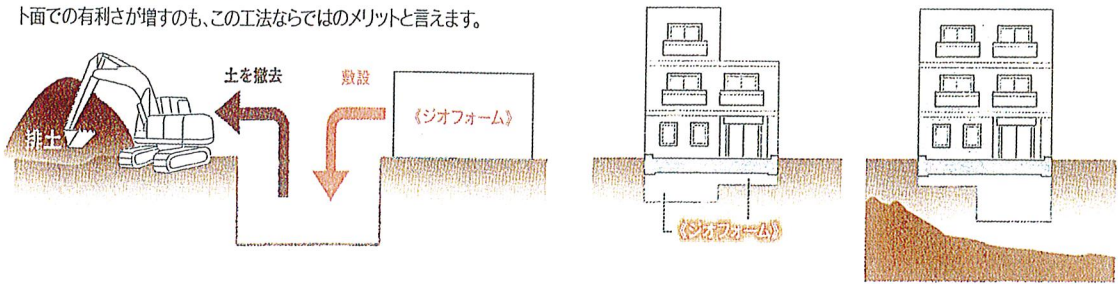 ト面での有利さが増すのも、この工法ならではのメリットと言えます。
土を撤去
敷設
排土
《ジオフォーム》
《ジオフォーム》